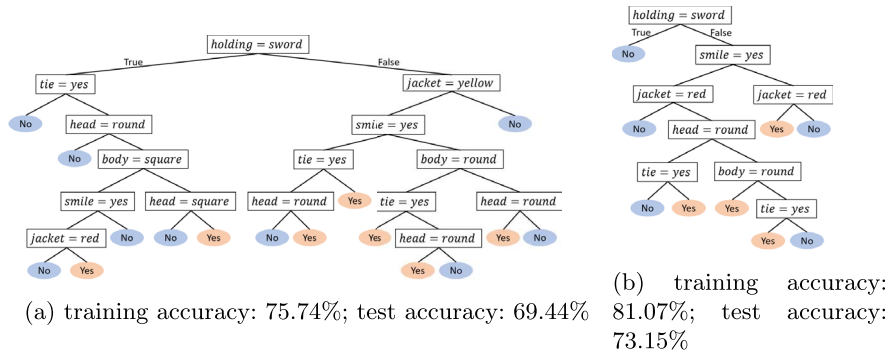 holding = sword
True
False
tie = yes
jacket = yellow
No
head = round
smile = yes
No
No
body = square
tie = yes
body = round
smile = yes
head = square
head = round
Yes
tie = yes
head = round
jacket = red
No
No
Yes
No
Yes
Yes
head = round
Yes
No
No
Yes
Yes
No
(a) training accuracy: 75.74%; test accuracy: 69.44%
holding = sword
True
False
No
smile = yes
jacket = red
jacket = red
No
head = round
Yes
No
tie = yes
body = round
No
Yes
Yes
tie = yes
Yes
No
(b) training accuracy:
81.07%; test accuracy:
73.15%